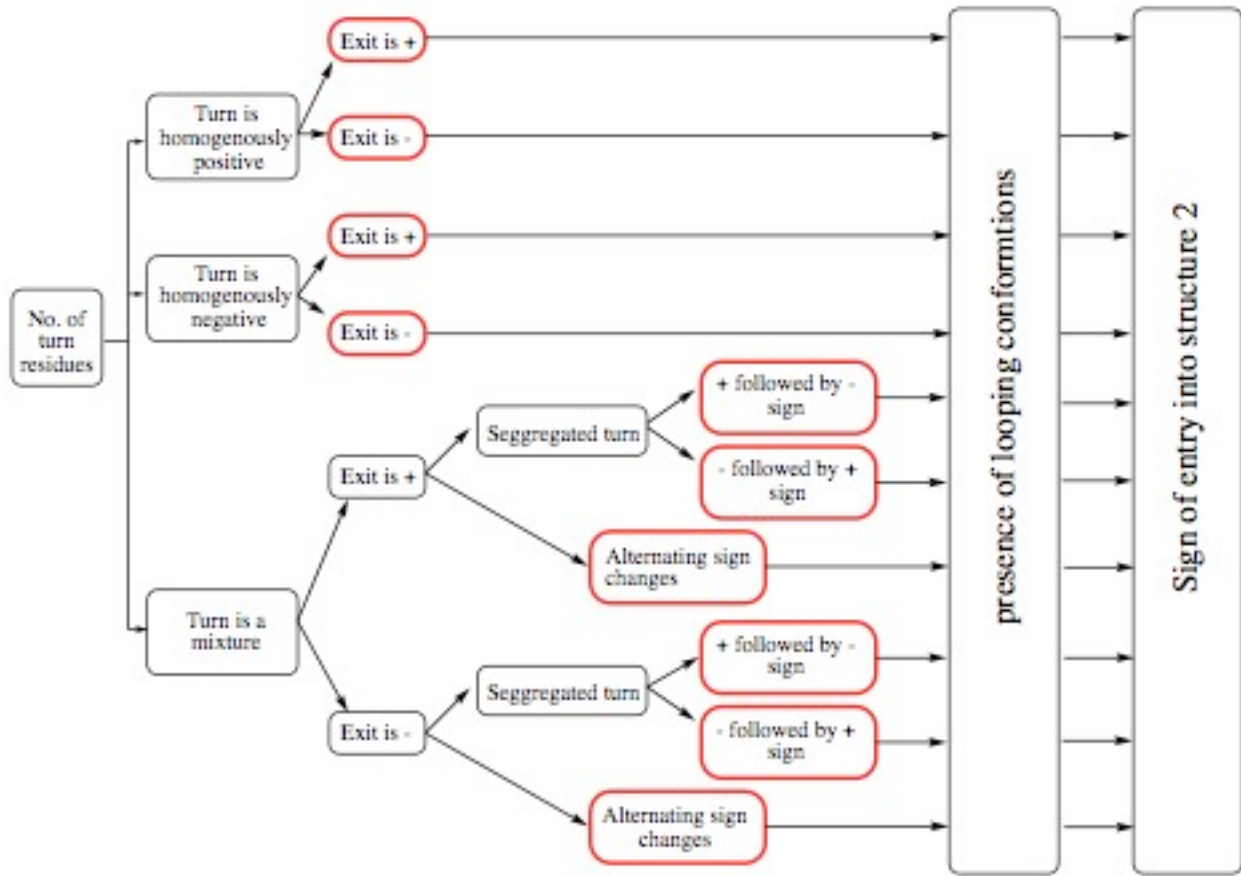 Exit is +
Turn is
homogenously
positive
Exit is -
Exit is +
Turn is
homogenously
negative
Exit is -
No. of
turn
residues
+ followed by -
sign
Seggregated turn
- followed by +
sign
Exit is +
Alternating sign
changes
Turn is a
mixture
+ followed by -
sign
Seggregated turn
- followed by +
sign
Exit is -
Alternating sign
changes
presence of looping conformtions
Sign of entry into structure 2